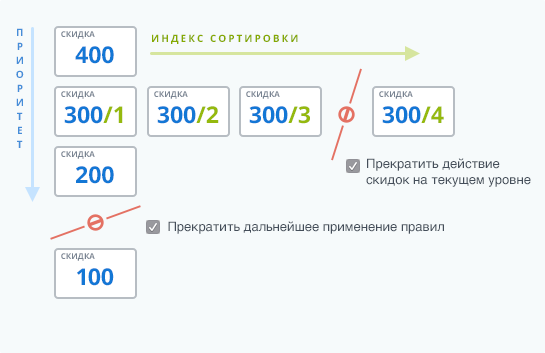 ПРИОРИТЕТ
СКИДКА
400
ИНДЕКС СОРТИРОВКИ
СКИДКА
300/1
СКИДКА
300/2
СКИДКА
300/3
СКИДКА
300/4
СКИДКА
200
Прекратить действие
скидок на текущем уровне
Прекратить дальнейшее применение правил
СКИДКА
100